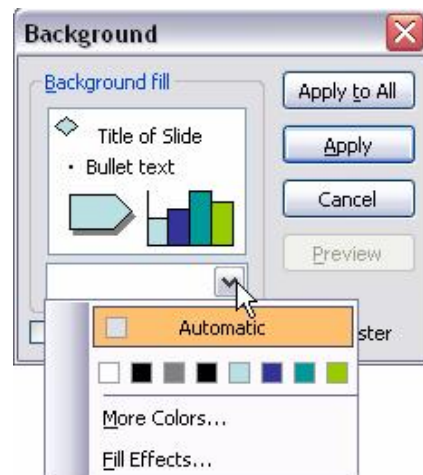 Background
Background fill
Apply to All
Title of Slide
Bullet text
Apply
Cancel
Preview
Automatic
ster
More Colors...
Fill Effects...